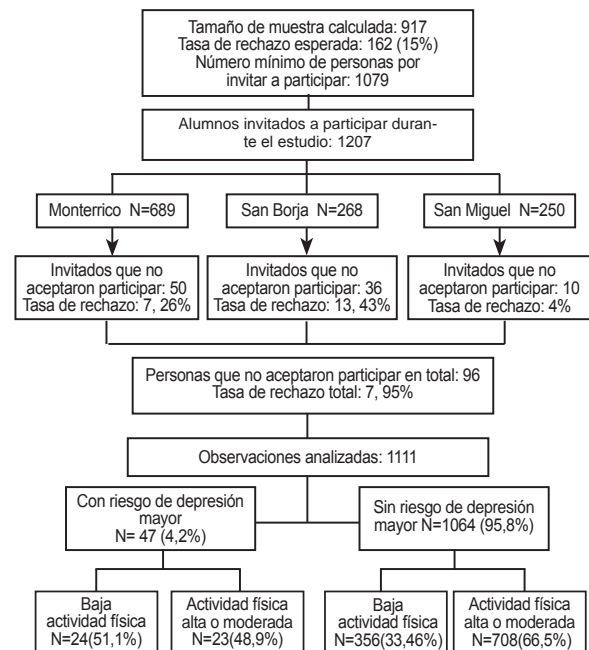 Tamaño de muestra calculada: 917
Tasa de rechazo esperada: 162 (15%)
Número mínimo de personas por
invitar a participar: 1079
Alumnos invitados a participar duran-
te el estudio: 1207
Monterrico N=689
San Borja N=268
San Miguel N=250
Invitados que no
aceptaron participar: 50
Tasa de rechazo: 7, 26%
Invitados que no
aceptaron participar: 36
Tasa de rechazo: 13, 43%
Invitados que no
aceptaron participar: 10
Tasa de rechazo: 4%
Personas que no aceptaron participar en total: 96
Tasa de rechazo total: 7, 95%
Observaciones analizadas: 1111
Con riesgo de depresión
mayor
N= 47 (4,2%)
Sin riesgo de depresión
mayor N=1064 (95,8%)
Baja
actividad física
N=24(51,1%)
Actividad física
alta o moderada
N=23(48,9%)
Baja
actividad física
N=356(33,46%)
Actividad física
alta o moderada
N=708(66,5%)